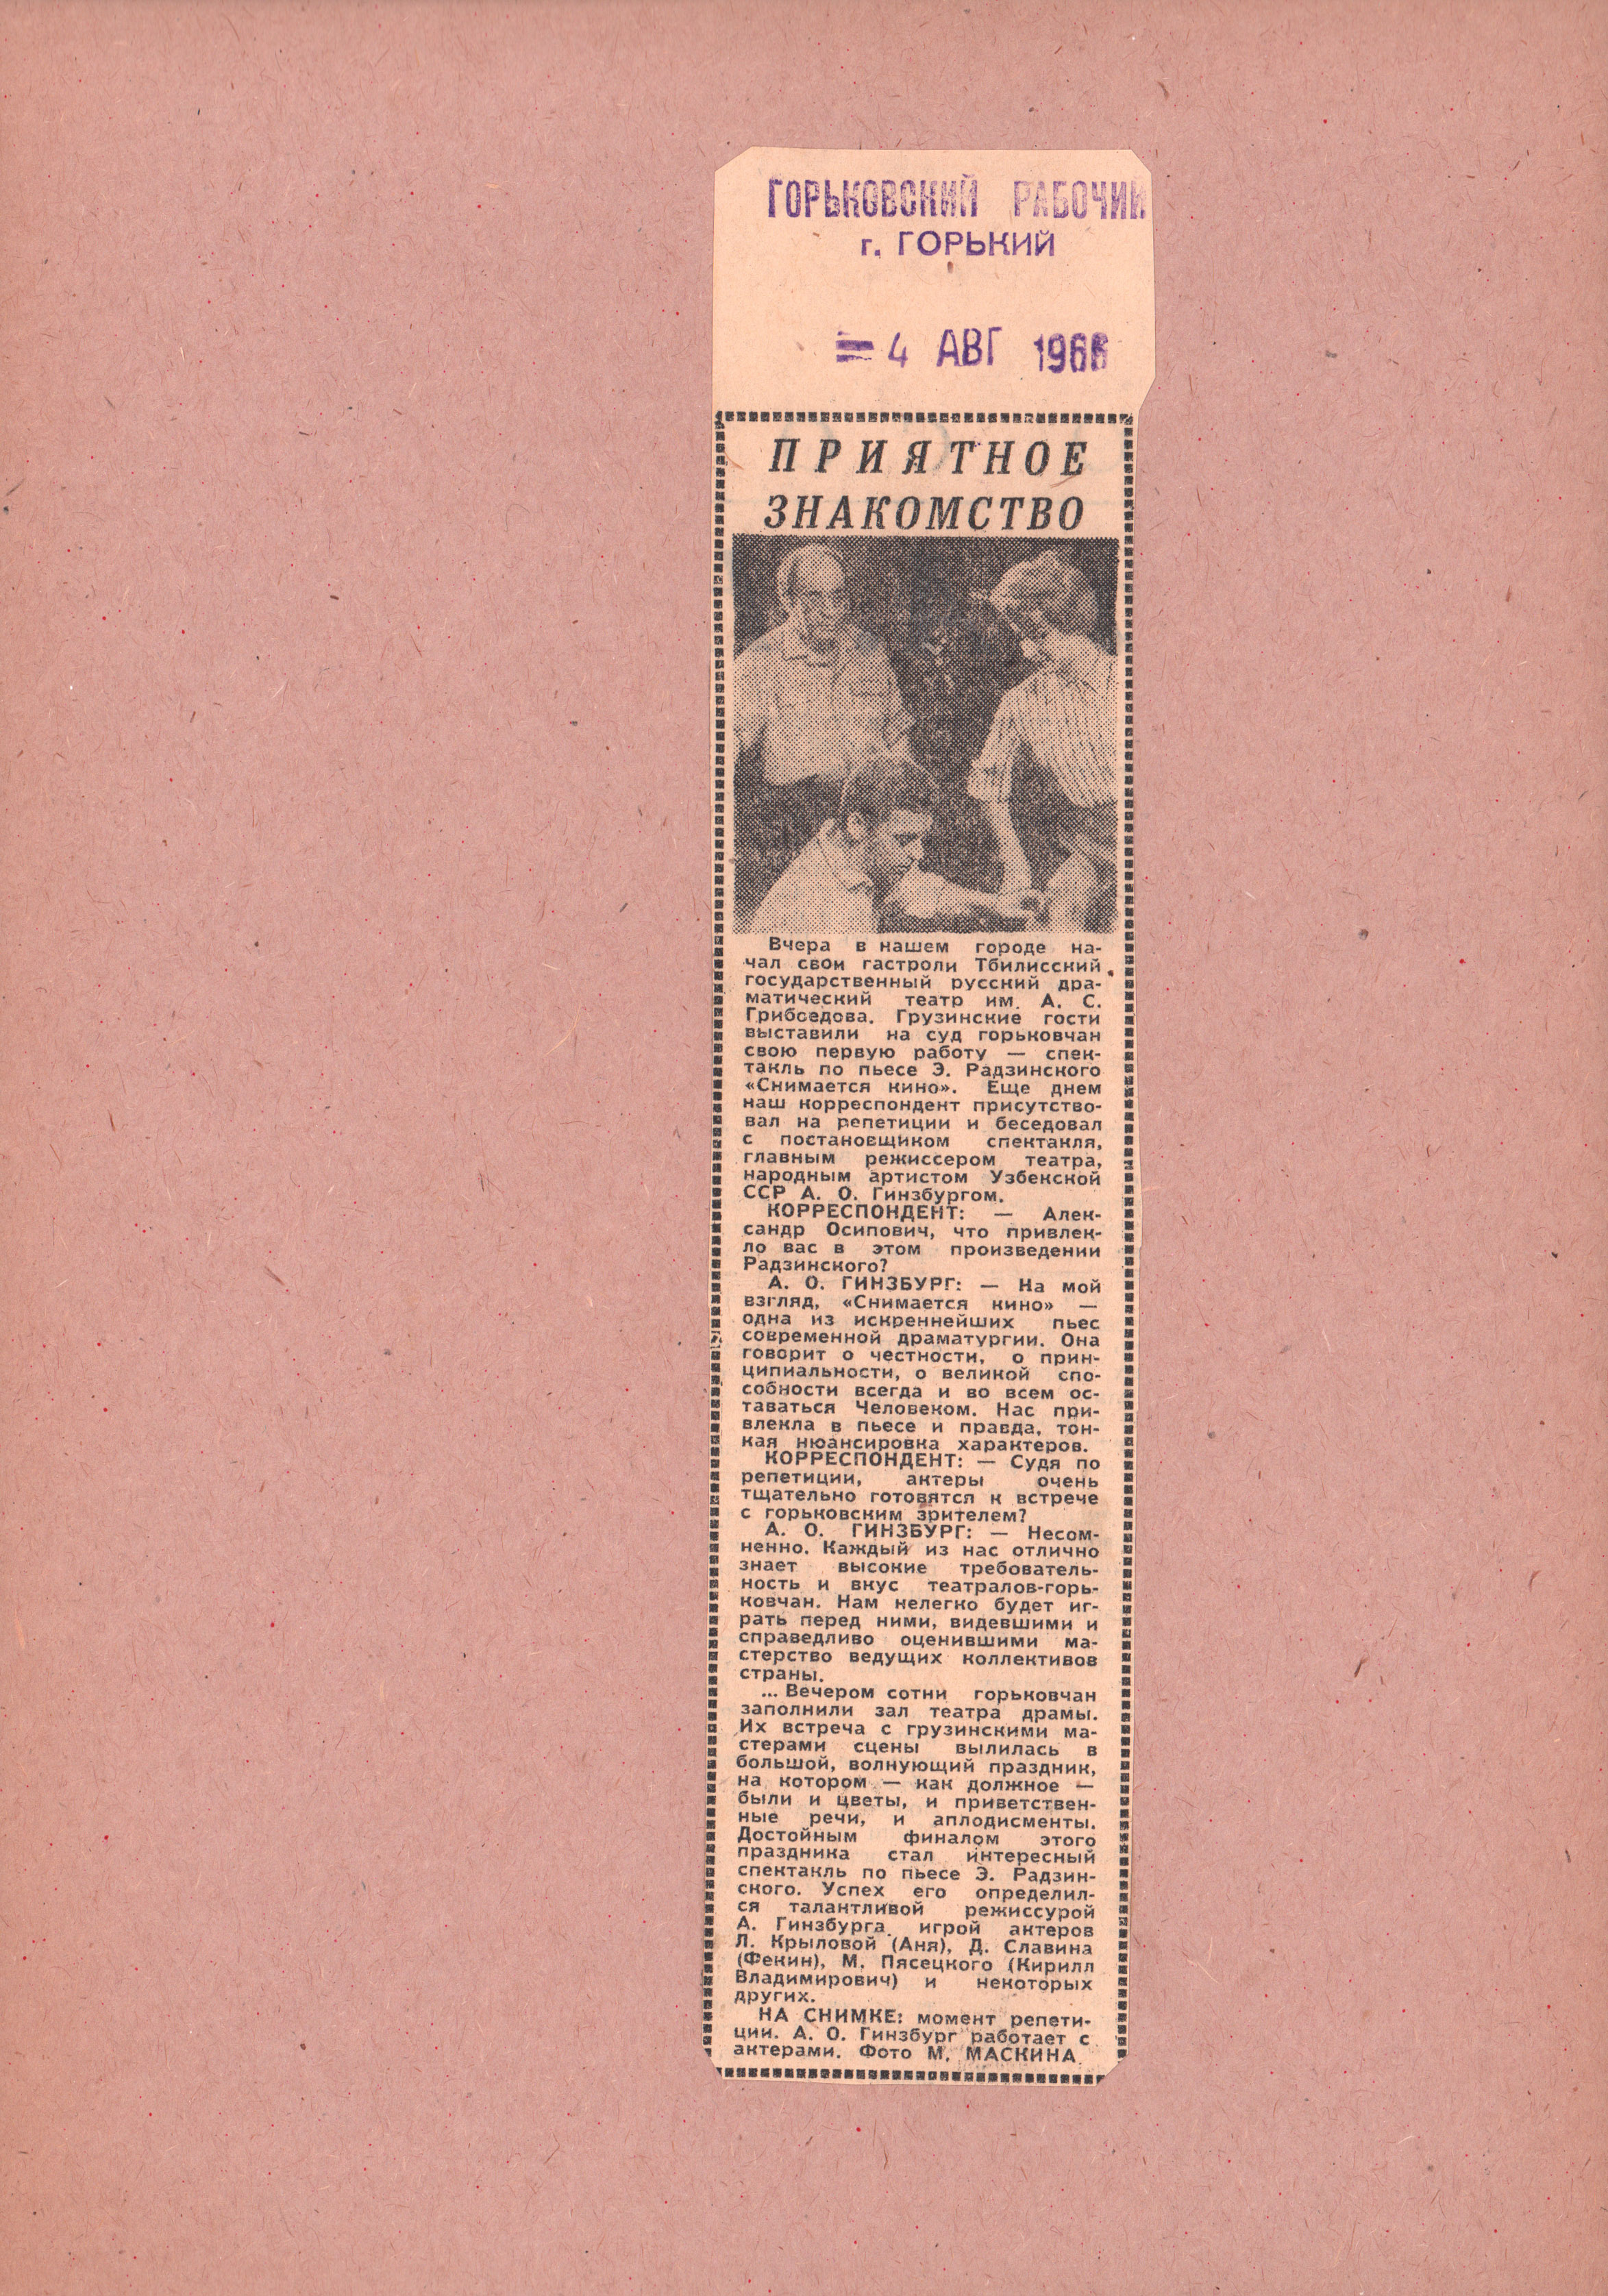 ГОРЬКОВСКИЙ РАБОЧИЙ
г. ГОРЬКИЙ
= 4 АВГ 1966
ПРИЯТНОЕ
ЗНАКОМСТВО
Вчера в нашем городе на-
чал свои гастроли Тбилисский
государственный русский дра-
матический театр им. А. С.
Грибоедова. Грузинские гости
выставили на суд горьковчан
свою первую работу — спек-
такль по пьесе Э. Радзинского
«Снимается кино». Еще днем
наш корреспондент присутство-
вал на репетиции и беседовал
с постановщиком спектакля,
главным режиссером театра,
народным артистом Узбекской
ССР А. О. Гинзбургом.
КОРРЕСПОНДЕНТ: — Алек-
сандр Осипович, что привлек-
ло вас в этом произведении
Радзинского?
А. О. ГИНЗБУРГ: — На мой
взгляд, «Снимается кино» —
одна из искреннейших пьес
современной драматургии. Она
говорит о честности, о прин-
ципиальности, о великой спо-
собности всегда и во всем ос-
таваться Человеком. Нас при-
влекла в пьесе и правда, тон-
кая нюансировка характеров.
КОРРЕСПОНДЕНТ: — Судя по
репетиции, актеры очень
тщательно готовятся к встрече
с горьковским зрителем?
А. О. ГИНЗБУРГ: — Несом-
ненно. Каждый из нас отлично
знает высокие требователь-
ность и вкус театралов-горь-
ковчан. Нам нелегко будет иг-
рать перед ними, видевшими и
справедливо оценившими ма-
стерство ведущих коллективов
страны.
... Вечером сотни горьковчан
заполнили зал театра драмы.
Их встреча с грузинскими ма-
стерами сцены вылилась в
большой, волнующий праздник,
на котором — как должное —
были и цветы, и приветствен-
ные речи, и аплодисменты.
Достойным финалом этого
праздника стал интересный
спектакль по пьесе Э. Радзин-
ского. Успех его определил-
ся талантливой режиссурой
А. Гинзбурга, игрой актеров
Л. Крыловой (Аня), Д. Славина
(Фекин), М. Пясецкого (Кирилл
Владимирович) и некоторых
других.
НА СНИМКЕ: момент репети-
ции. А. О. Гинзбург работает с
актерами. Фото М. МАСКИНА.